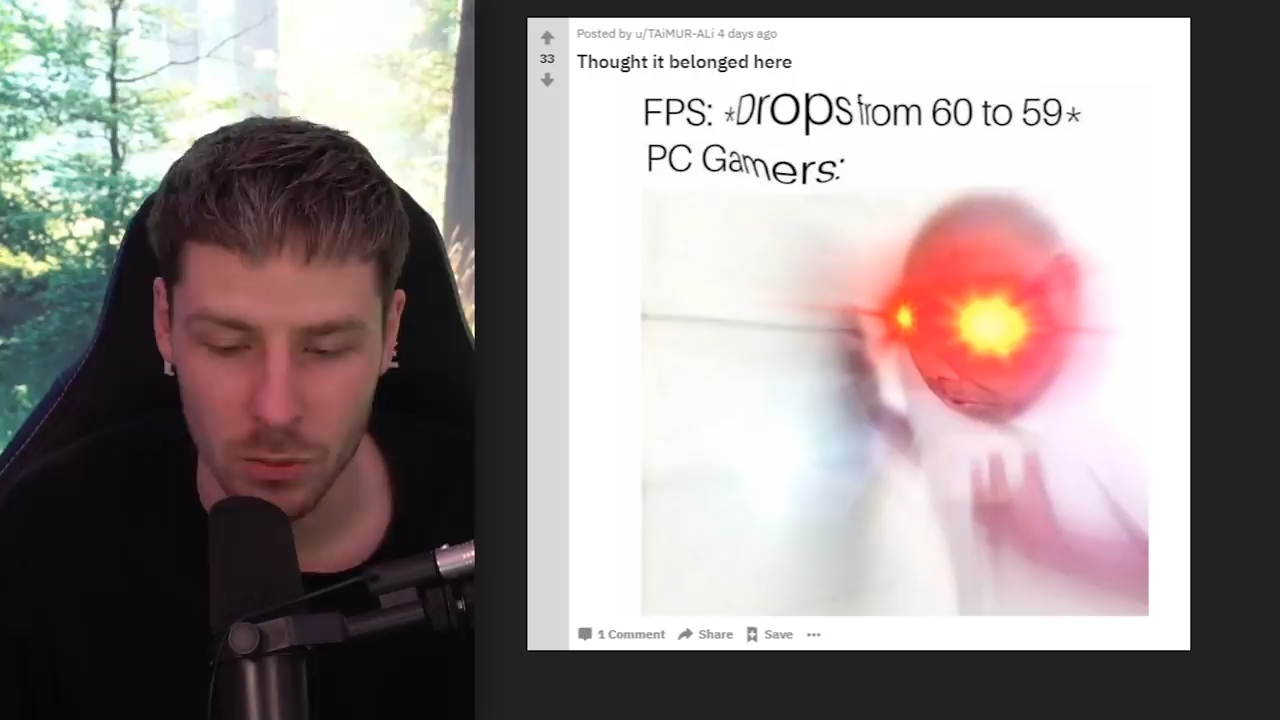 Posted by u/TAiMUR-ALi 4 days ago
33
Thought it belonged here
FPS: *Drops from 60 to 59*
PC Gamers:
1 Comment Share Save